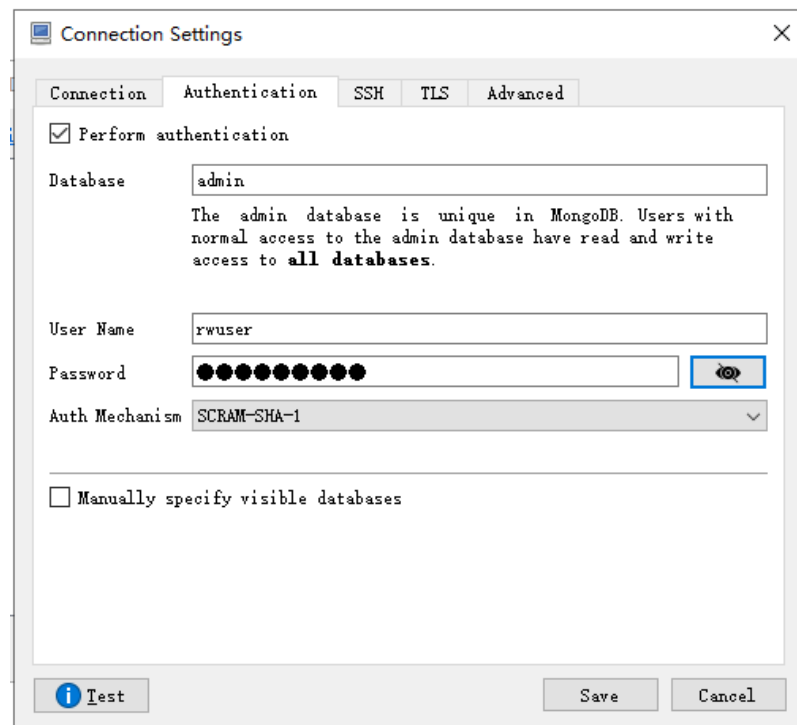 Connection Settings
Connection Authentication SSH TLS Advanced
Perform authentication
Database admin
The admin database is unique in MongoDB. Users with
normal access to the admin database have read and write
access to all databases.
User Name rwuser
Password ●●●●●●●●●
Auth Mechanism SCRAM-SHA-1
Manually specify visible databases
Test Save Cancel